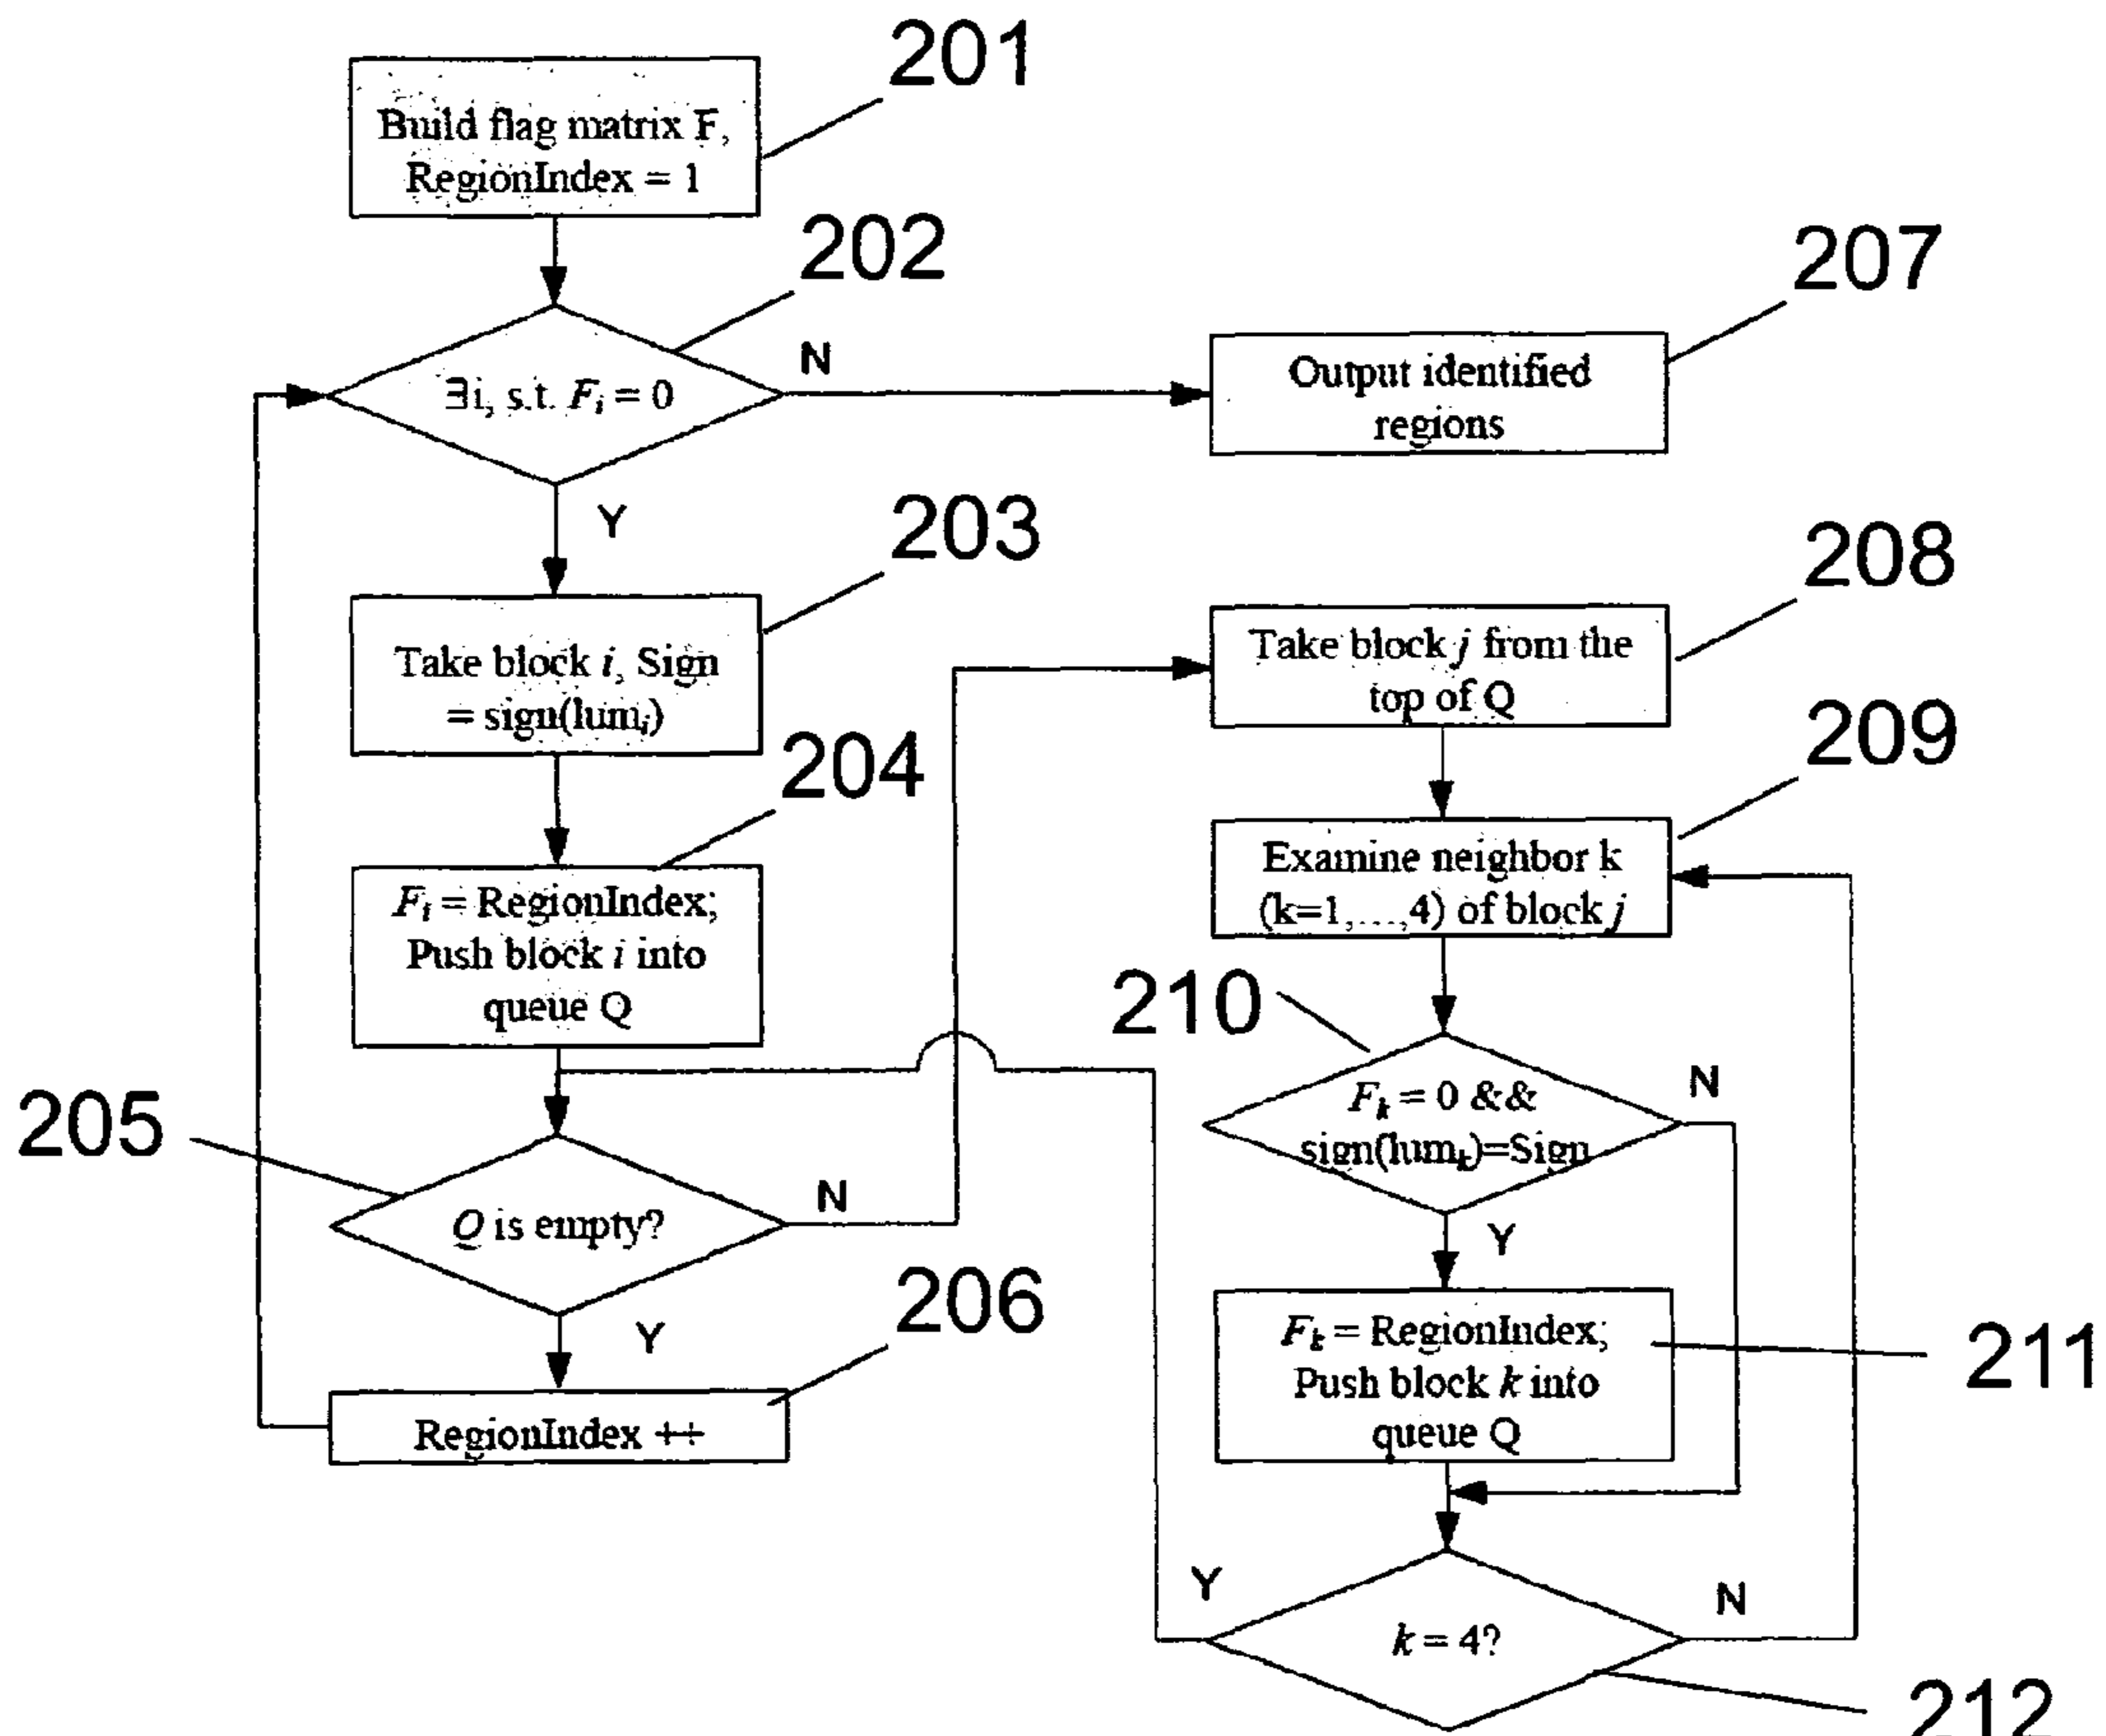 201
Build flag matrix F,
RegionIndex = 1
202
∃i, s.t. Fᵢ = 0
N
207
Output identified
regions
Y
203
Take block i, Sign
= sign(lumᵢ)
204
Fᵢ = RegionIndex;
Push block i into
queue Q
205
Q is empty?
N
Y
206
RegionIndex ++
208
Take block j from the
top of Q
209
Examine neighbor k
(k=1,...,4) of block j
210
Fₖ = 0 &&
sign(lumₖ)=Sign
N
Y
211
Fₖ = RegionIndex;
Push block k into
queue Q
Y
N
k = 4?
212